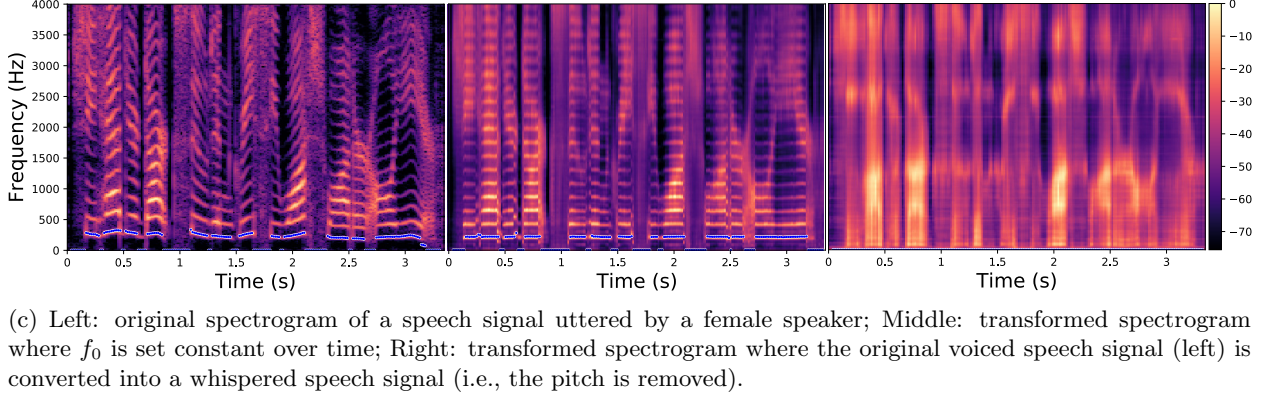 4000
3500
3000
2500
2000
1500
1000
500
0
Frequency (Hz)
0 0.5 1 1.5 2 2.5 3
Time (s)
0 0.5 1 1.5 2 2.5 3
Time (s)
0 0.5 1 1.5 2 2.5 3
Time (s)
0
−10
−20
−30
−40
−50
−60
−70
(c) Left: original spectrogram of a speech signal uttered by a female speaker; Middle: transformed spectrogram
where f0 is set constant over time; Right: transformed spectrogram where the original voiced speech signal (left) is
converted into a whispered speech signal (i.e., the pitch is removed).